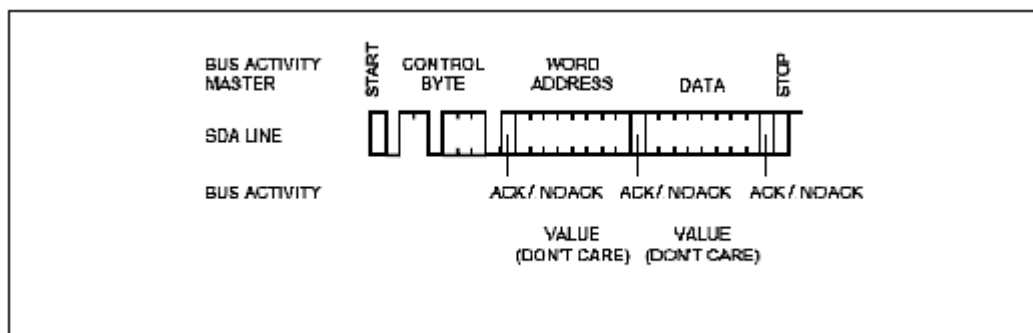 BUS ACTIVITY MASTER
START
CONTROL BYTE
WORD ADDRESS
DATA
STOP
SDA LINE
BUS ACTIVITY
ACK / NOACK
ACK / NOACK
ACK / NOACK
VALUE (DON'T CARE)
VALUE (DON'T CARE)